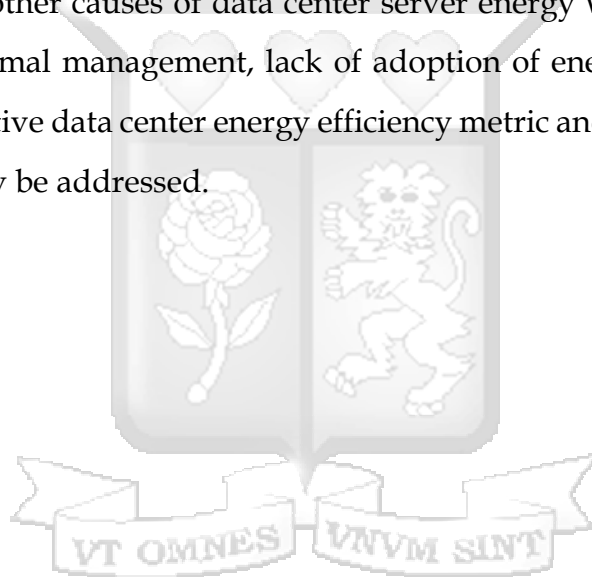 other causes of data center server energy
mal management, lack of adoption of ene
tive data center energy efficiency metric an
y be addressed.
VT OMNES VNVM SINT